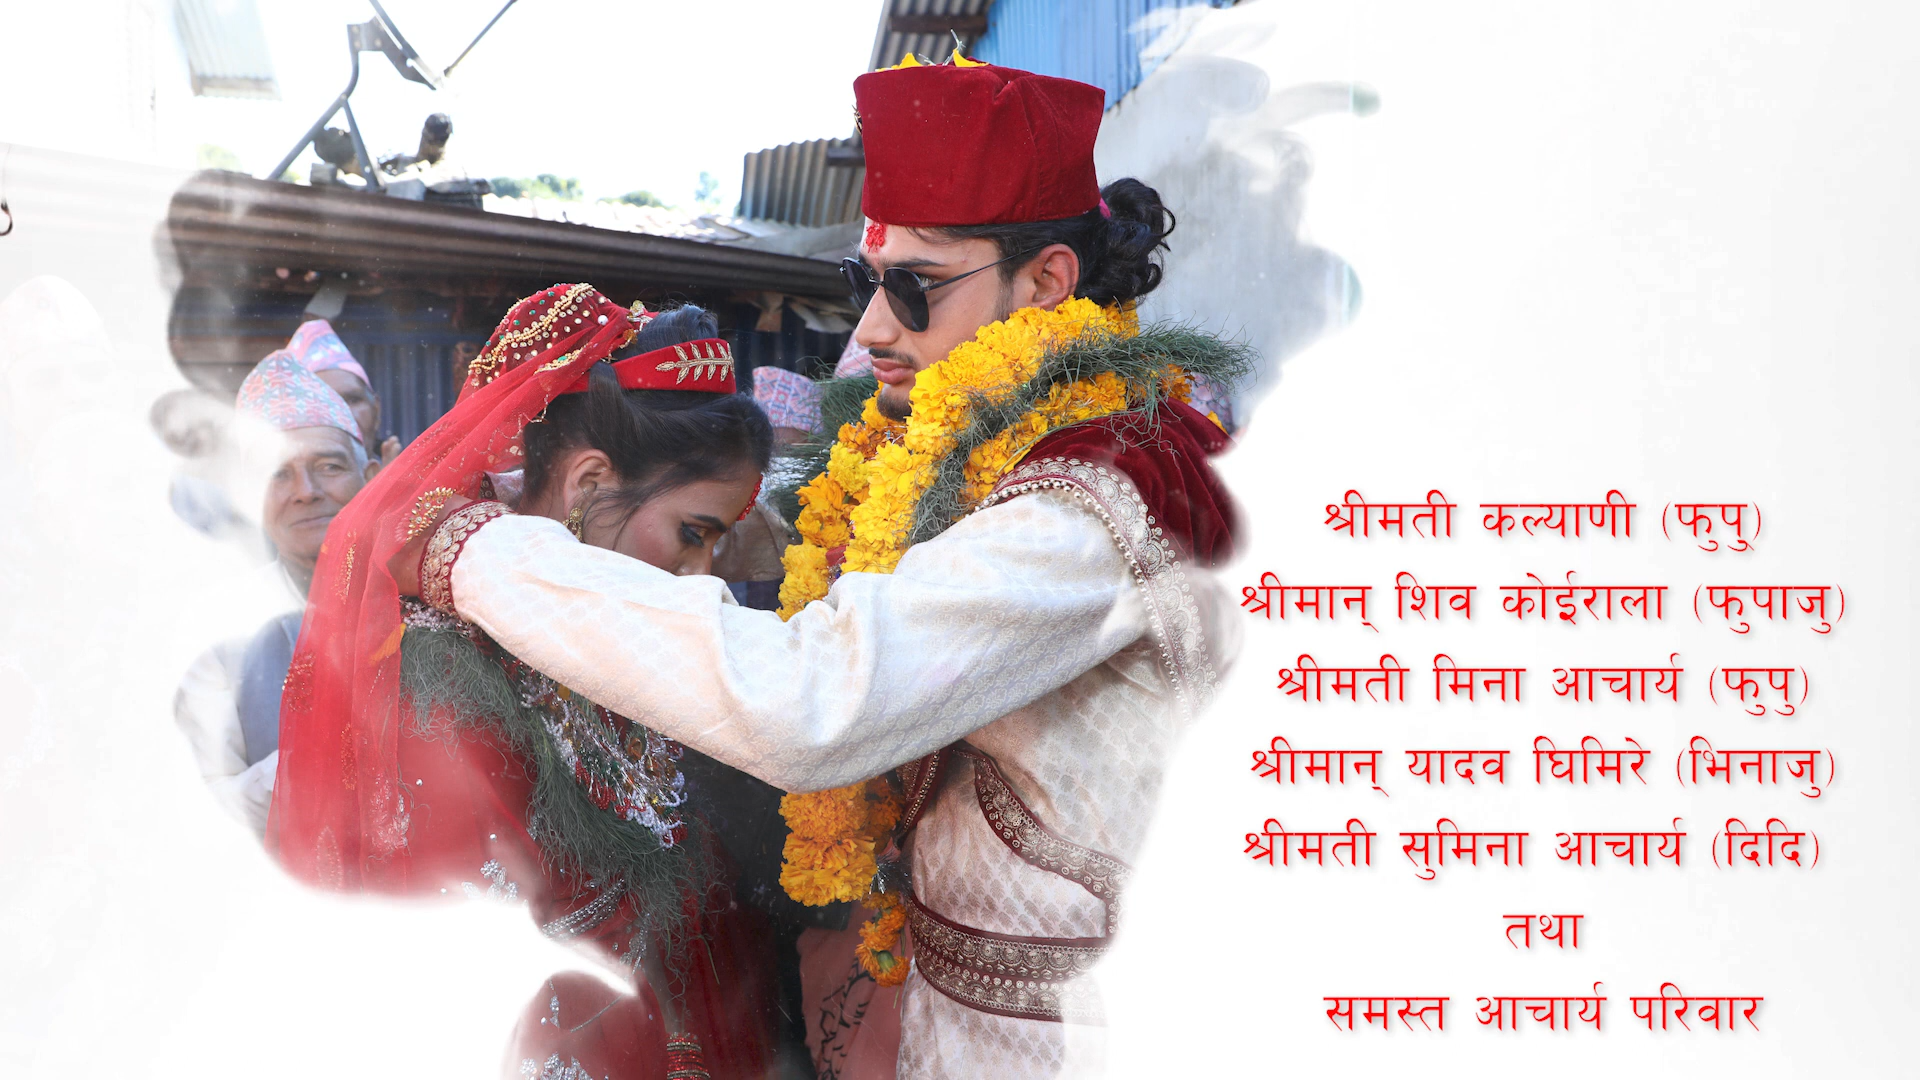 श्रीमती कल्याणी (फुपु)
श्रीमान् शिव कोईराला (फुपाजु)
श्रीमती मिना आचार्य (फुपु)
श्रीमान् यादव घिमिरे (भिनाजु)
श्रीमती सुमिना आचार्य (दिदि)
तथा
समस्त आचार्य परिवार